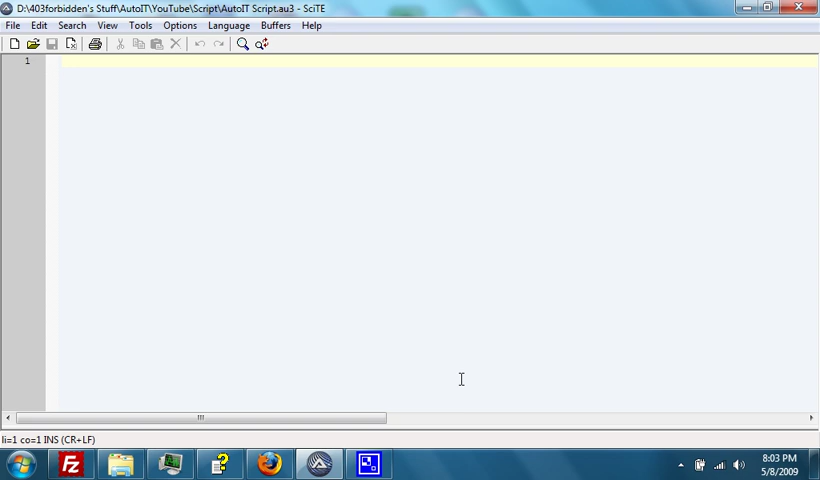 D:\403forbidden's Stuff\AutoIT\YouTube\Script\AutoIT Script.au3 - SciTE
File Edit Search View Tools Options Language Buffers Help
1
li=1 co=1 INS (CR+LF)
Fz
8:03 PM
5/8/2009